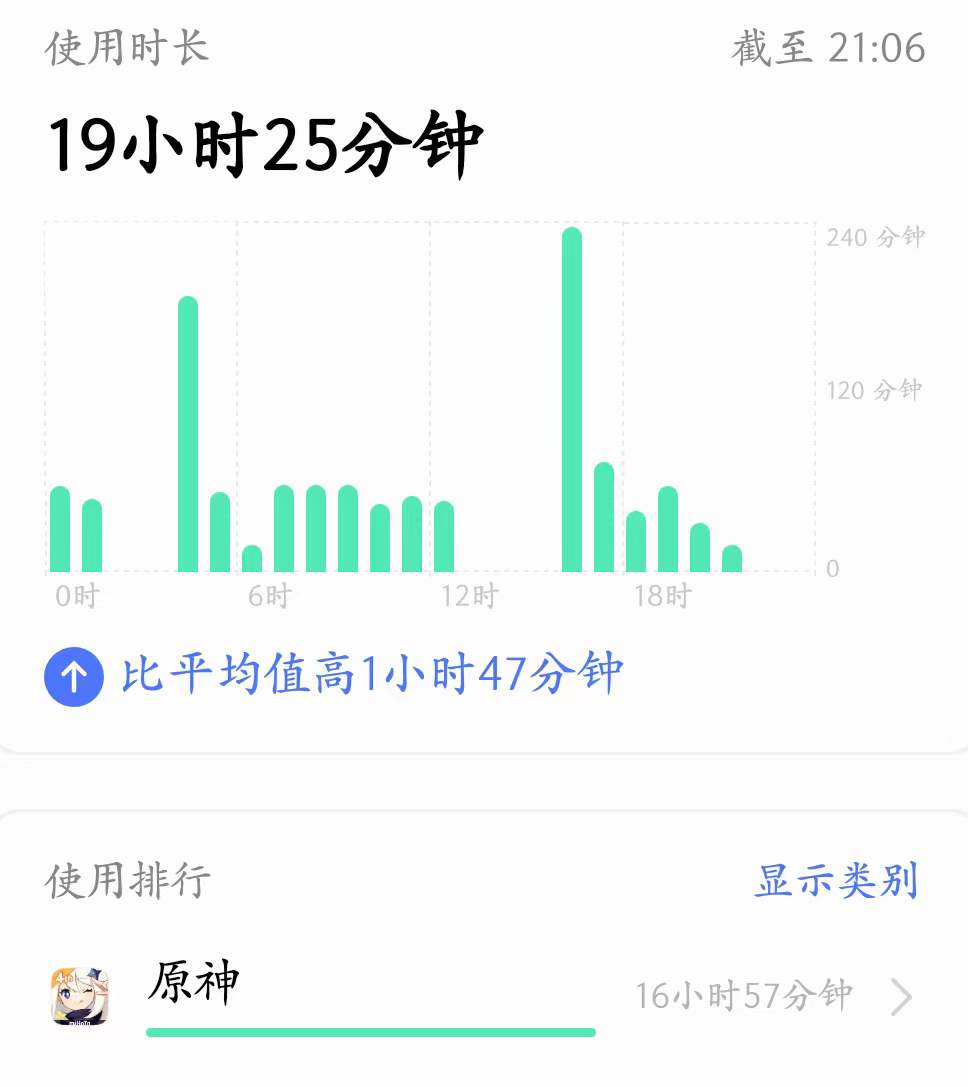 使用时长 截至 21:06
19小时25分钟
240 分钟
120 分钟
0
0时 6时 12时 18时
比平均值高1小时47分钟
使用排行 显示类别
原神
16小时57分钟